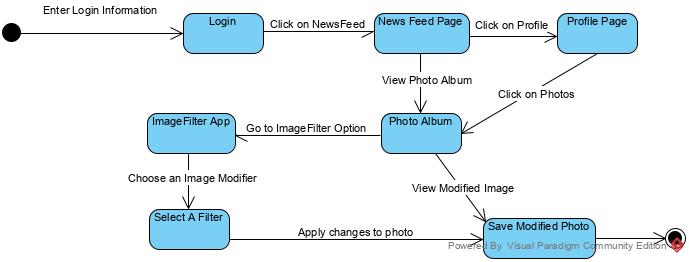 Enter Login Information
Login
Click on NewsFeed
News Feed Page
Click on Profile
Profile Page
View Photo Album
Click on Photos
ImageFilter App
Go to ImageFilter Option
Photo Album
Choose an Image Modifier
View Modified Image
Select A Filter
Apply changes to photo
Save Modified Photo
Powered By Visual Paradigm Community Edition